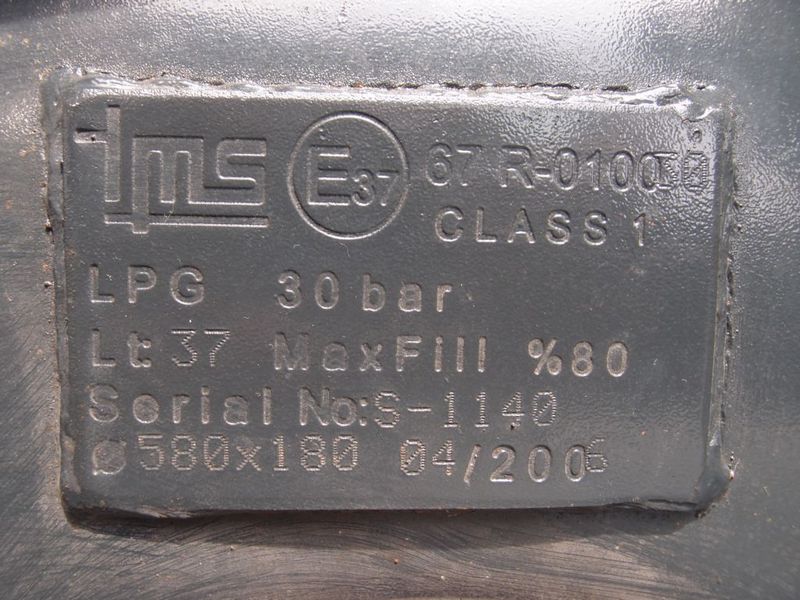 tms E37 67 R-010030
CLASS 1
LPG 30 bar
Lt: 37 MaxFill %80
Serial No: S-1140
ø580x180 04/2006